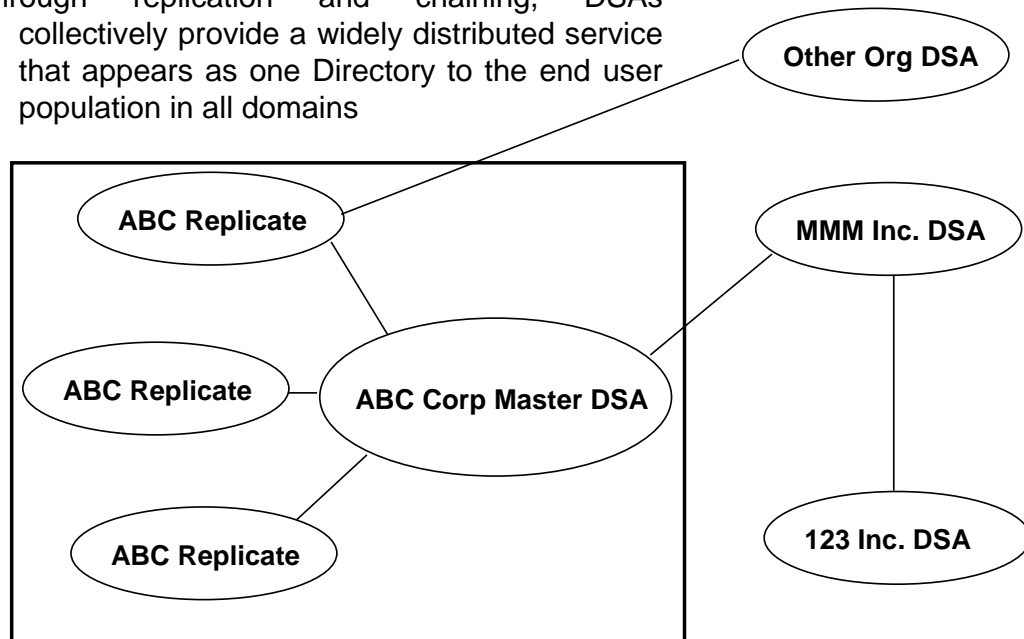 replication and chaining, DSAs
collectively provide a widely distributed service
that appears as one Directory to the end user
population in all domains
Other Org DSA
ABC Replicate
MMM Inc. DSA
ABC Replicate
ABC Corp Master DSA
ABC Replicate
123 Inc. DSA